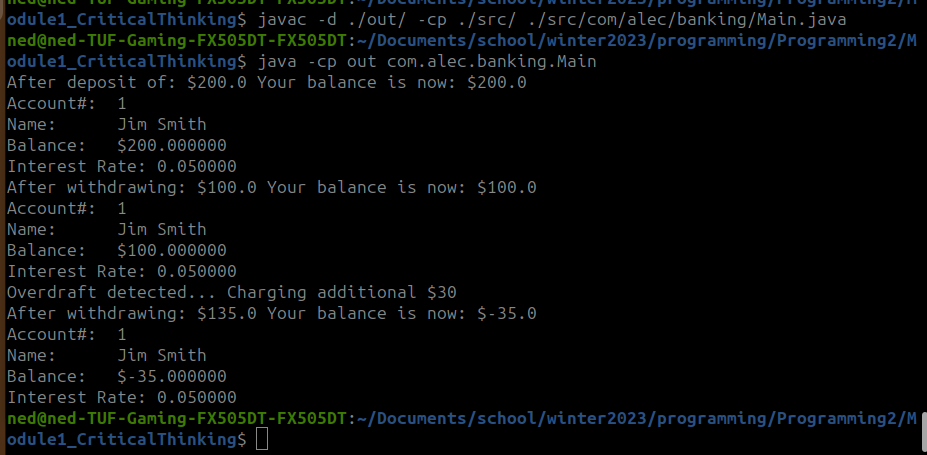 ned@ned-TUF-Gaming-FX505DT-FX505DT:~/Documents/school/winter2023/programming/Programming2/M
odule1_CriticalThinking$ javac -d ./out/ -cp ./src/ ./src/com/alec/banking/Main.java
ned@ned-TUF-Gaming-FX505DT-FX505DT:~/Documents/school/winter2023/programming/Programming2/M
odule1_CriticalThinking$ java -cp out com.alec.banking.Main
After deposit of: $200.0 Your balance is now: $200.0
Account#:  1
Name:      Jim Smith
Balance:   $200.000000
Interest Rate: 0.050000
After withdrawing: $100.0 Your balance is now: $100.0
Account#:  1
Name:      Jim Smith
Balance:   $100.000000
Interest Rate: 0.050000
Overdraft detected... Charging additional $30
After withdrawing: $135.0 Your balance is now: $-35.0
Account#:  1
Name:      Jim Smith
Balance:   $-35.000000
Interest Rate: 0.050000
ned@ned-TUF-Gaming-FX505DT-FX505DT:~/Documents/school/winter2023/programming/Programming2/M
odule1_CriticalThinking$